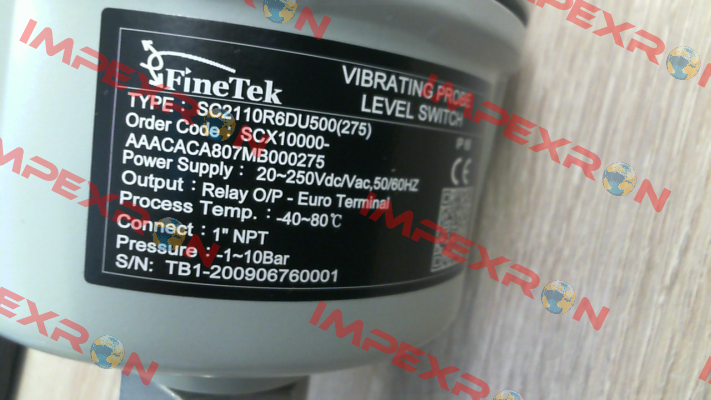 FineTek
VIBRATING PROBE
LEVEL SWITCH
TYPE : SC2110R6DU500(275)
Order Code : SCX10000-
AAACACA807MB000275
Power Supply : 20~250Vdc/Vac,50/60HZ
Output : Relay O/P - Euro Terminal
Process Temp. : -40~80℃
Connect : 1" NPT
Pressure : -1~10Bar
S/N: TB1-200906760001
IP
CE
IMPEXRON
IMPEXRON
IMPEXRON
IMPEXRON
IMPEXRON
IMPEXRON